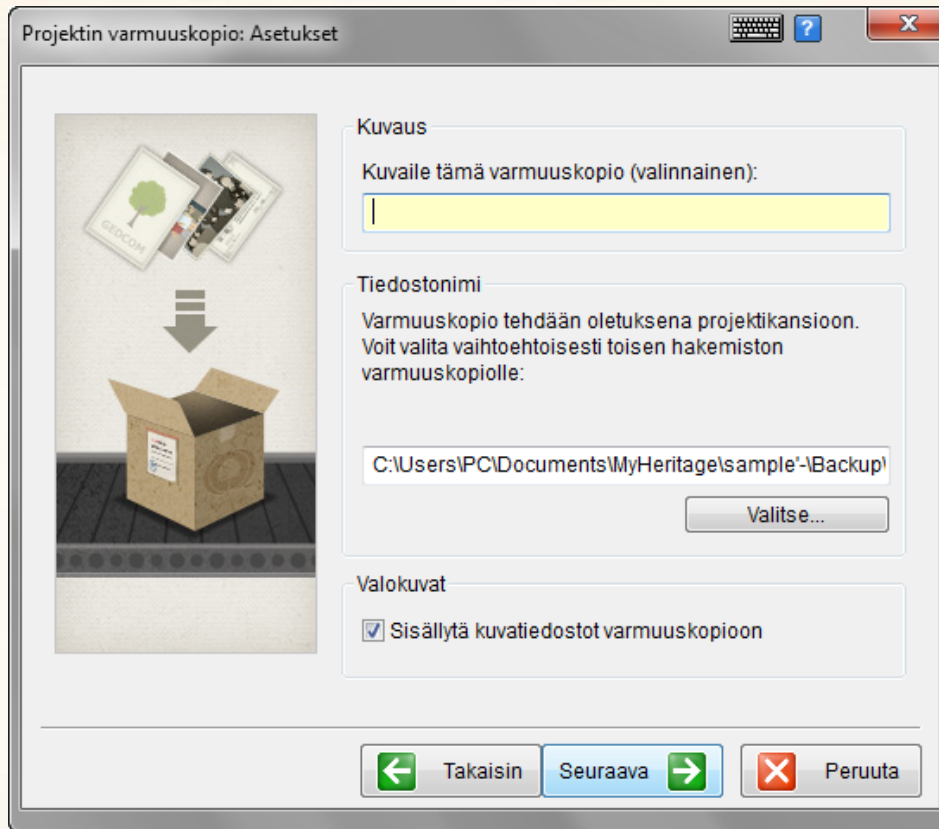 Projektin varmuuskopio: Asetukset
?
X
GEDCOM
Kuvaus
Kuvaile tämä varmuuskopio (valinnainen):
Tiedostonimi
Varmuuskopio tehdään oletuksena projektikansioon.
Voit valita vaihtoehtoisesti toisen hakemiston
varmuuskopiolle:
C:\Users\PC\Documents\MyHeritage\sample'-\Backup\
Valitse...
Valokuvat
Sisällytä kuvatiedostot varmuuskopioon
Takaisin
Seuraava
Peruuta